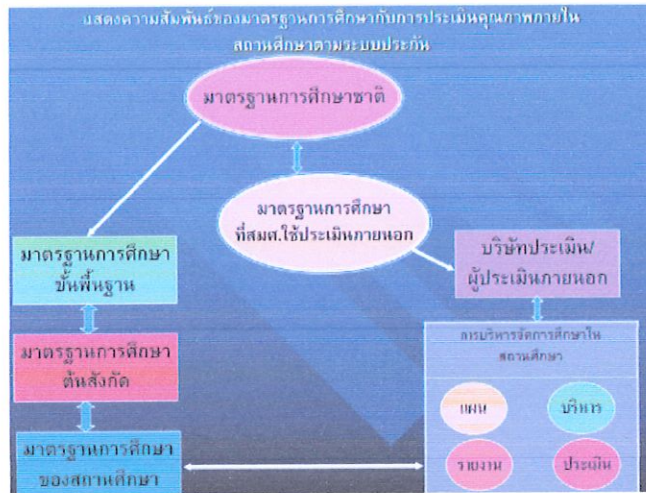 แสดงความสัมพันธ์ของมาตรฐานการศึกษากับการประเมินคุณภาพภายใน
สถานศึกษาตามระบบประกัน
มาตรฐานการศึกษาชาติ
มาตรฐานการศึกษา
ที่สมศ.ใช้ประเมินภายนอก
มาตรฐานการศึกษา
ขั้นพื้นฐาน
บริษัทประเมิน/
ผู้ประเมินภายนอก
มาตรฐานการศึกษา
ต้นสังกัด
การบริหารจัดการศึกษาใน
สถานศึกษา
แผน
บริหาร
รายงาน
ประเมิน
มาตรฐานการศึกษา
ของสถานศึกษา